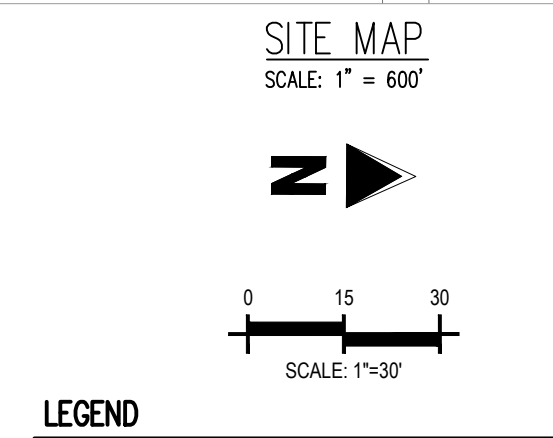 SITE MAP
SCALE: 1" = 600'
N
0 15 30
SCALE: 1"=30'
LEGEND